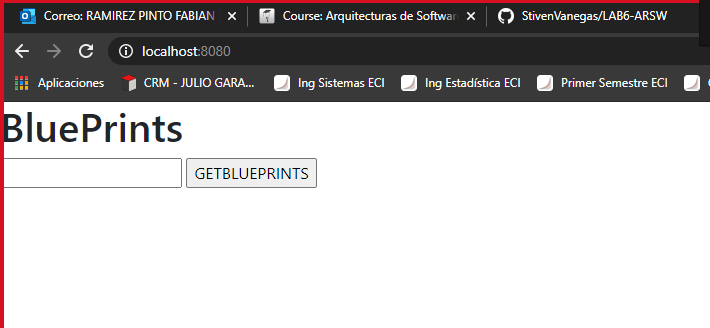 Correo: RAMIREZ PINTO FABIAN
Course: Arquitecturas de Softwar
StivenVanegas/LAB6-ARSW
localhost:8080
Aplicaciones
CRM - JULIO GARA...
Ing Sistemas ECI
Ing Estadística ECI
Primer Semestre ECI
BluePrints
GETBLUEPRINTS